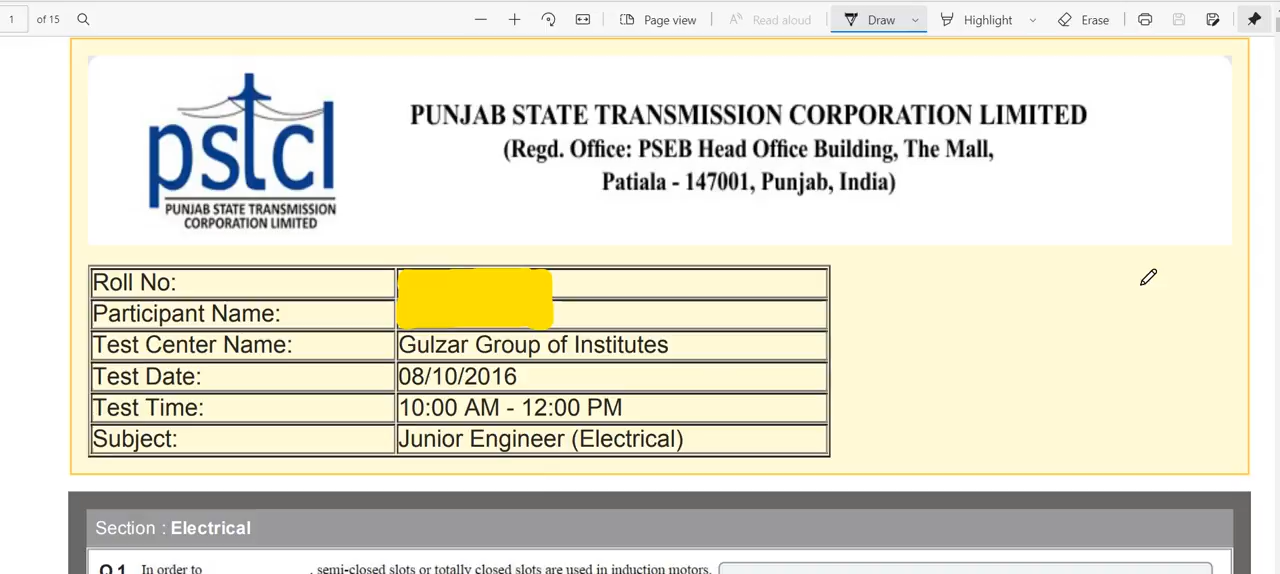 1 of 15 Page view Read aloud Draw Highlight Erase
pstcl
PUNJAB STATE TRANSMISSION
CORPORATION LIMITED
PUNJAB STATE TRANSMISSION CORPORATION LIMITED
(Regd. Office: PSEB Head Office Building, The Mall,
Patiala - 147001, Punjab, India)
Roll No:
Participant Name:
Test Center Name: Gulzar Group of Institutes
Test Date: 08/10/2016
Test Time: 10:00 AM - 12:00 PM
Subject: Junior Engineer (Electrical)
Section : Electrical
Q.1 In order to __________, semi-closed slots or totally closed slots are used in induction motors.